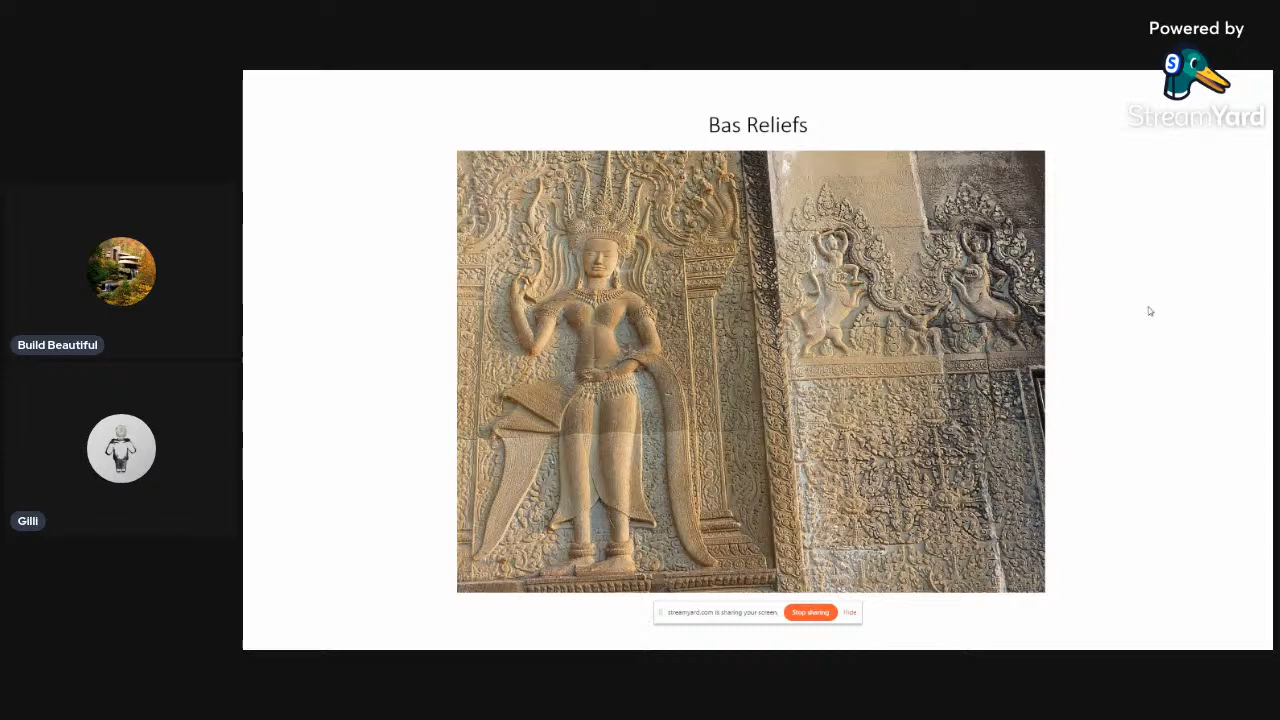 Powered by
StreamYard
Bas Reliefs
Build Beautiful
Gilli
streamyard.com is sharing your screen.
Stop sharing
Hide